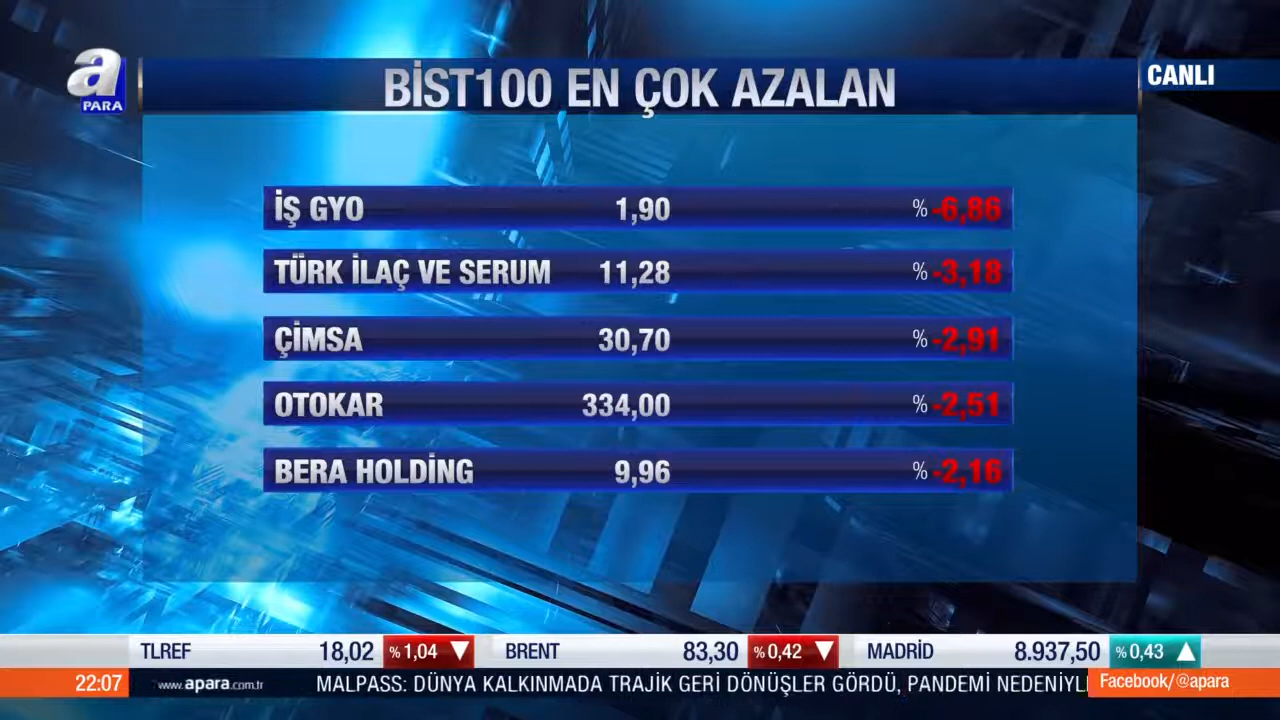 a
PARA
BİST100 EN ÇOK AZALAN
CANLI
İŞ GYO 1,90 % -6,86
TÜRK İLAÇ VE SERUM 11,28 % -3,18
ÇİMSA 30,70 % -2,91
OTOKAR 334,00 % -2,51
BERA HOLDİNG 9,96 % -2,16
TLREF 18,02 % 1,04 BRENT 83,30 % 0,42 MADRID 8.937,50 % 0,43
22:07 www.apara.com.tr MALPASS: DÜNYA KALKINMADA TRAJİK GERİ DÖNÜŞLER GÖRDÜ, PANDEMİ NEDENİYL Facebook/@apara